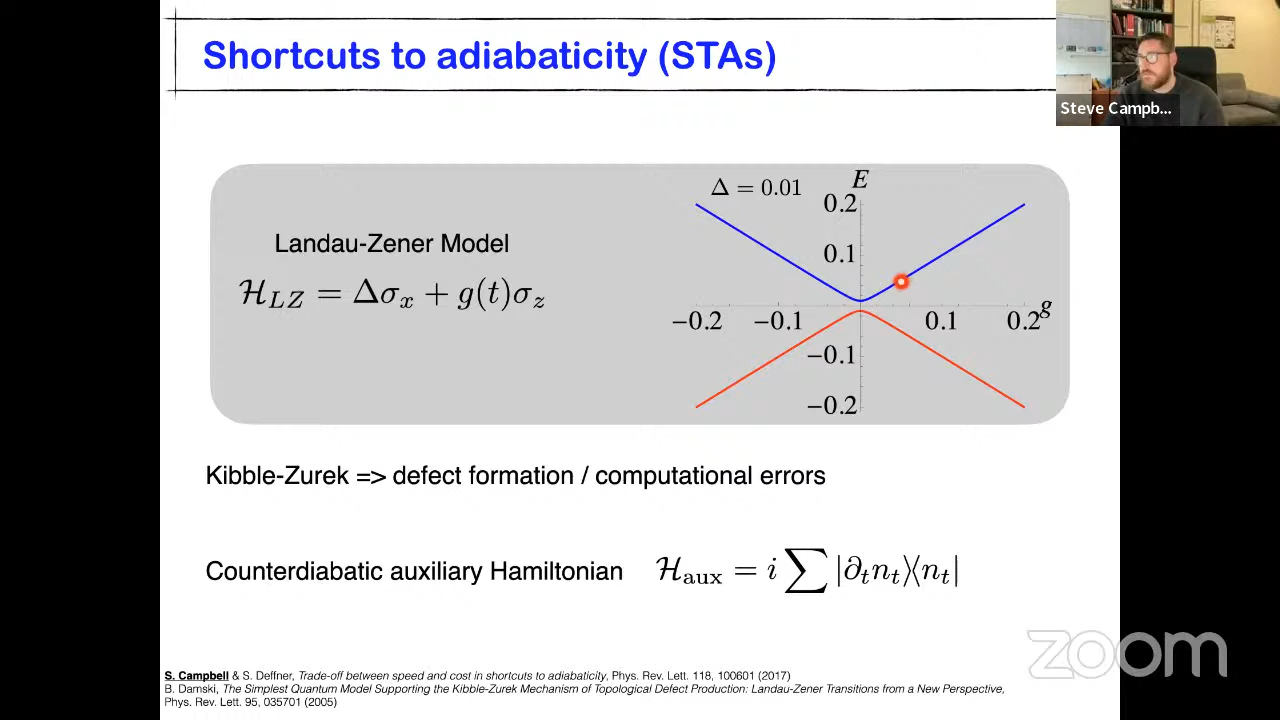 Shortcuts to adiabaticity (STAs)
Steve Campb...
Δ = 0.01
E
0.2
0.1
Landau-Zener Model
ℋ_LZ = Δσ_x + g(t)σ_z
−0.2 −0.1 0.1 0.2 g
−0.1
−0.2
Kibble-Zurek => defect formation / computational errors
Counterdiabatic auxiliary Hamiltonian ℋ_aux = i ∑ |∂_t n_t⟩⟨n_t|
zoom
S. Campbell & S. Deffner, Trade-off between speed and cost in shortcuts to adiabaticity, Phys. Rev. Lett. 118, 100601 (2017)
B. Damski, The Simplest Quantum Model Supporting the Kibble-Zurek Mechanism of Topological Defect Production: Landau-Zener Transitions from a New Perspective,
Phys. Rev. Lett. 95, 035701 (2005)